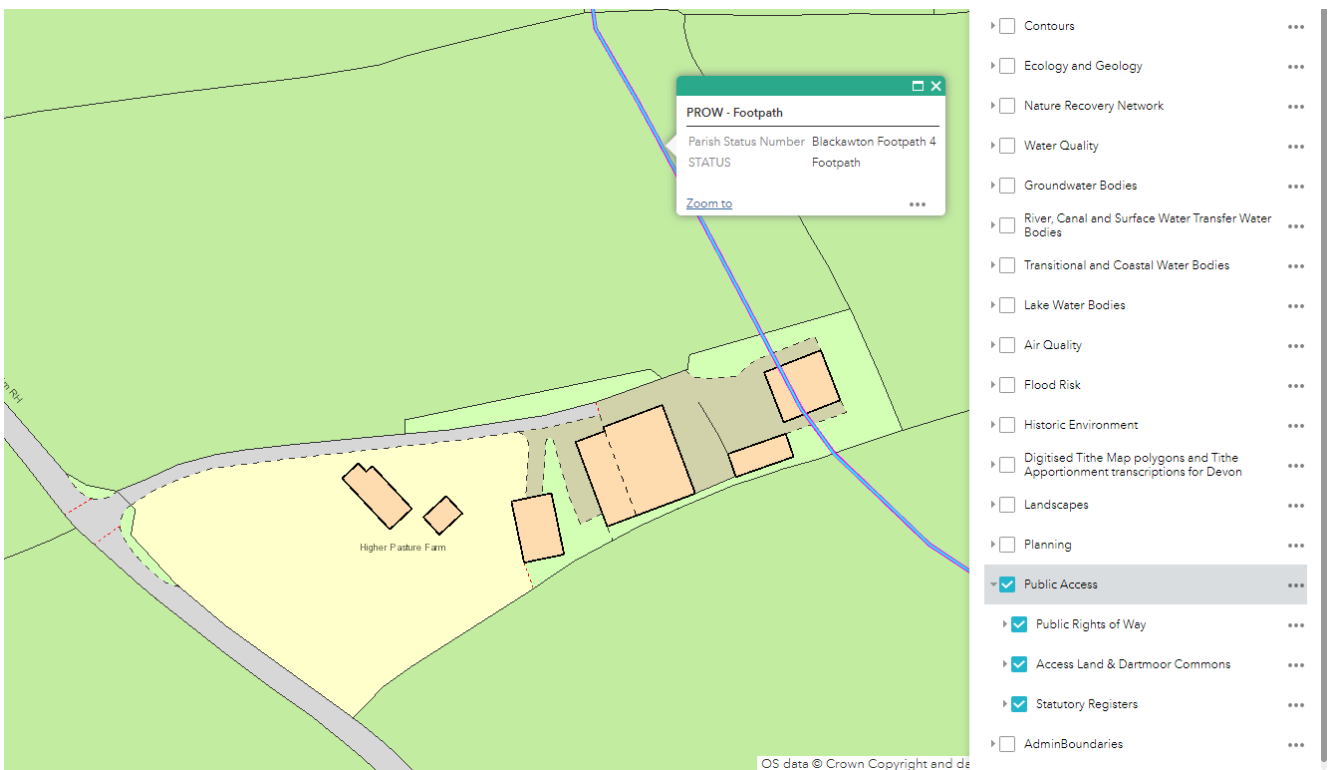 PROW - Footpath
Parish Status Number Blackawton Footpath 4
STATUS Footpath
Zoom to
RH
Higher Pasture Farm
OS data © Crown Copyright and da
Contours
Ecology and Geology
Nature Recovery Network
Water Quality
Groundwater Bodies
River, Canal and Surface Water Transfer Water
Bodies
Transitional and Coastal Water Bodies
Lake Water Bodies
Air Quality
Flood Risk
Historic Environment
Digitised Tithe Map polygons and Tithe
Apportionment transcriptions for Devon
Landscapes
Planning
Public Access
Public Rights of Way
Access Land & Dartmoor Commons
Statutory Registers
AdminBoundaries